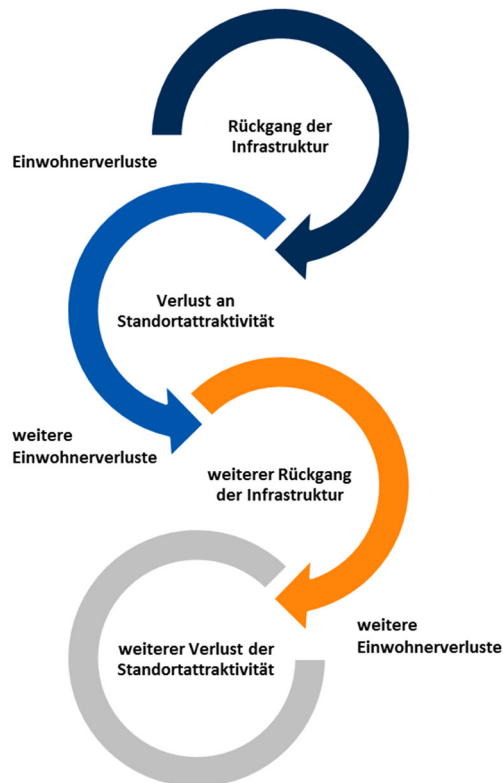 Rückgang der
Infrastruktur
Einwohnerverluste
Verlust an
Standortattraktivität
weitere
Einwohnerverluste
weiterer Rückgang
der Infrastruktur
weitere
Einwohnerverluste
weiterer Verlust der
Standortattraktivität